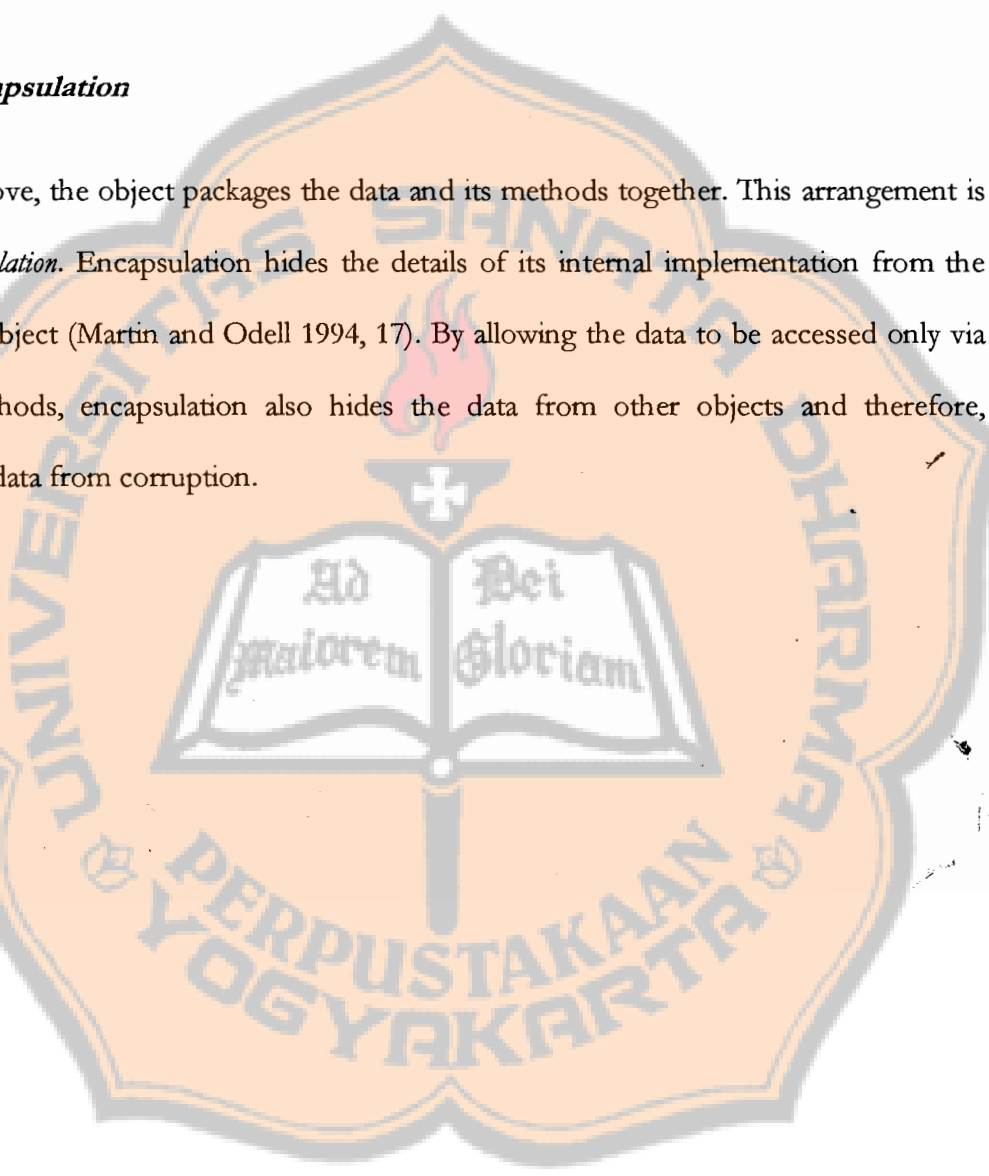 psulation
ove, the object packages the data and its methods together. This arrangement is
lation. Encapsulation hides the details of its internal implementation from the
bject (Martin and Odell 1994, 17). By allowing the data to be accessed only via
hods, encapsulation also hides the data from other objects and therefore,
data from corruption.
UNIVERSITAS SANATA DHARMA
Ad Dei
maiorem Gloriam
PERPUSTAKAAN
YOGYAKARTA